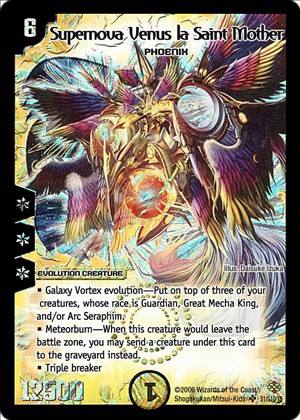 6
Supernova Venus la Saint Mother
PHOENIX
Illus. Daisuke Izuka
EVOLUTION CREATURE
▪ Galaxy Vortex evolution—Put on top of three of your
creatures, whose race is Guardian, Great Mecha King,
and/or Arc Seraphim.
▪ Meteorburn—When this creature would leave the
battle zone, you may send a creature under this card
to the graveyard instead.
▪ Triple breaker
12500
1
©2006 Wizards of the Coast/
Shogakukan/Mitsui-Kids